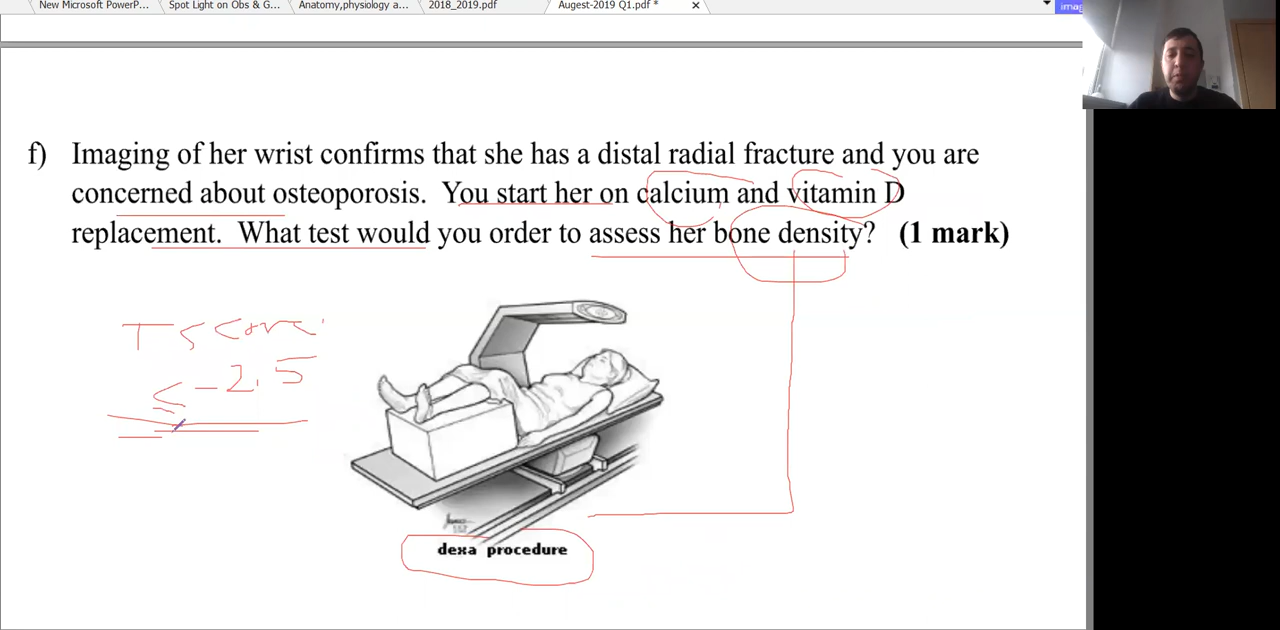 New Microsoft PowerP...
Spot Light on Obs & G...
Anatomy,physiology a...
2018_2019.pdf
Augest-2019 Q1.pdf *
imag
f) Imaging of her wrist confirms that she has a distal radial fracture and you are
concerned about osteoporosis. You start her on calcium and vitamin D
replacement. What test would you order to assess her bone density? (1 mark)
T score
≤ -2.5
dexa procedure